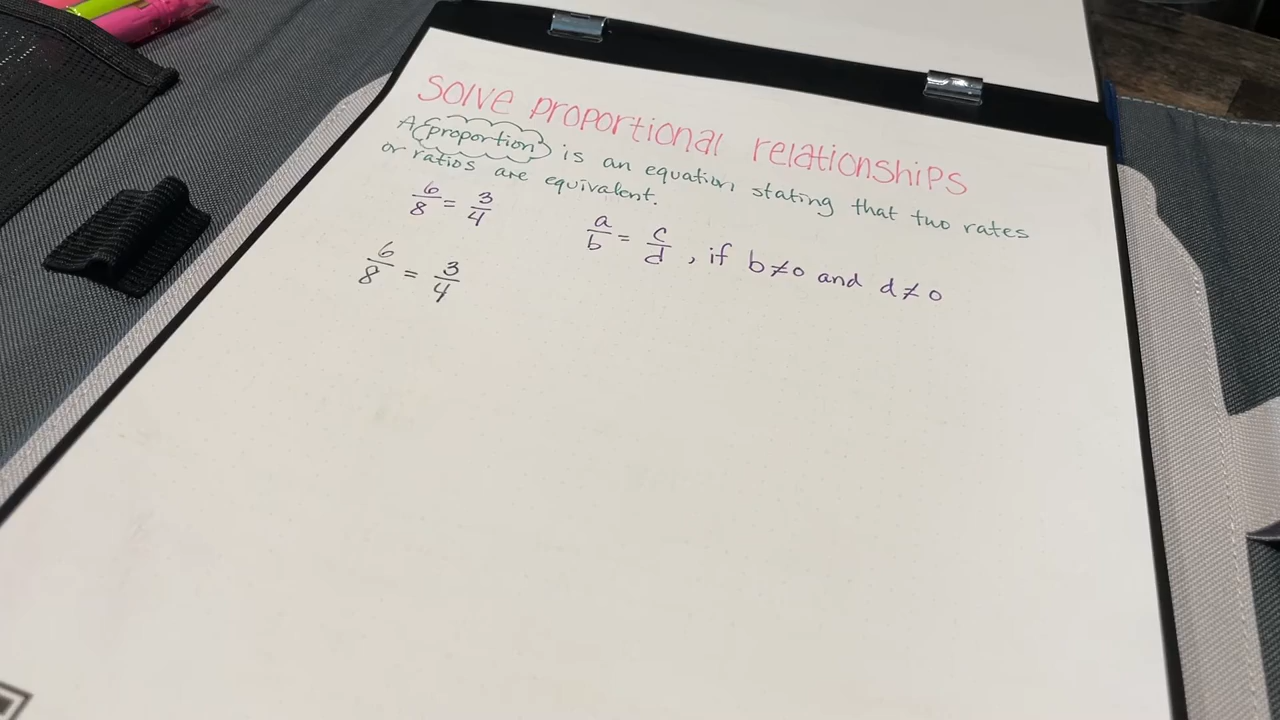 Solve proportional relationships
A proportion is an equation stating that two rates
or ratios are equivalent.
6/8 = 3/4
a/b = c/d , if b≠0 and d≠0
6/8 = 3/4